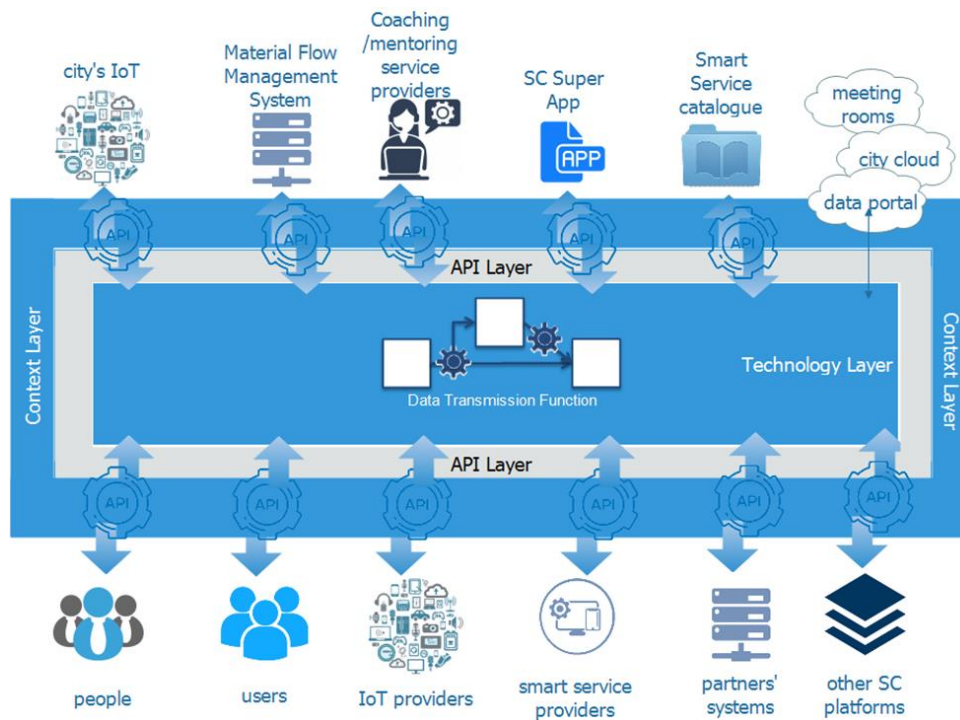 city's IoT
Material Flow
Management
System
Coaching
/mentoring
service
providers
SC Super
App
APP
Smart
Service
catalogue
meeting
rooms
city cloud
data portal
API
API
API
API
API
API Layer
Context Layer
Technology Layer
Context Layer
Data Transmission Function
API Layer
API
API
API
API
API
API
people
users
IoT providers
smart service
providers
partners'
systems
other SC
platforms